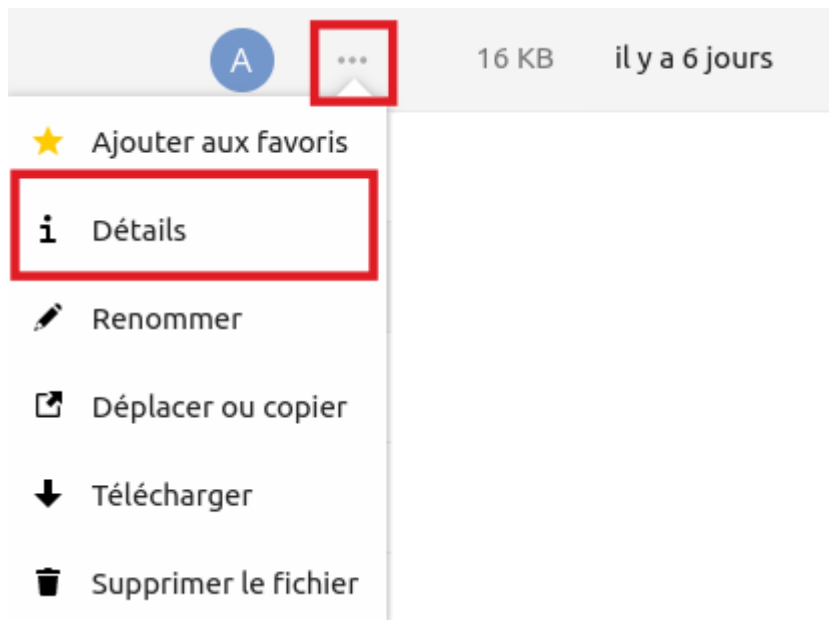 A ... 16 KB il y a 6 jours
Ajouter aux favoris
Détails
Renommer
Déplacer ou copier
Télécharger
Supprimer le fichier